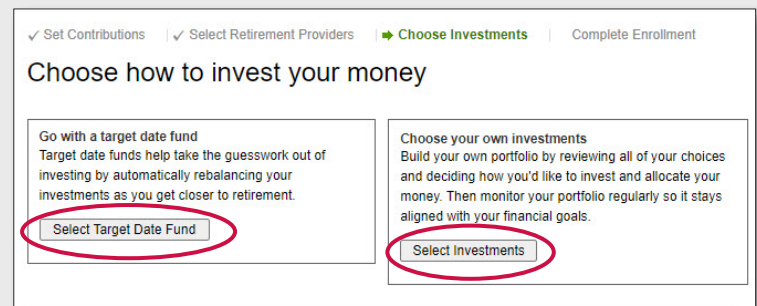 ✓ Set Contributions | ✓ Select Retirement Providers | ➡ Choose Investments | Complete Enrollment
Choose how to invest your money
Go with a target date fund
Target date funds help take the guesswork out of
investing by automatically rebalancing your
investments as you get closer to retirement.
Select Target Date Fund
Choose your own investments
Build your own portfolio by reviewing all of your choices
and deciding how you'd like to invest and allocate your
money. Then monitor your portfolio regularly so it stays
aligned with your financial goals.
Select Investments